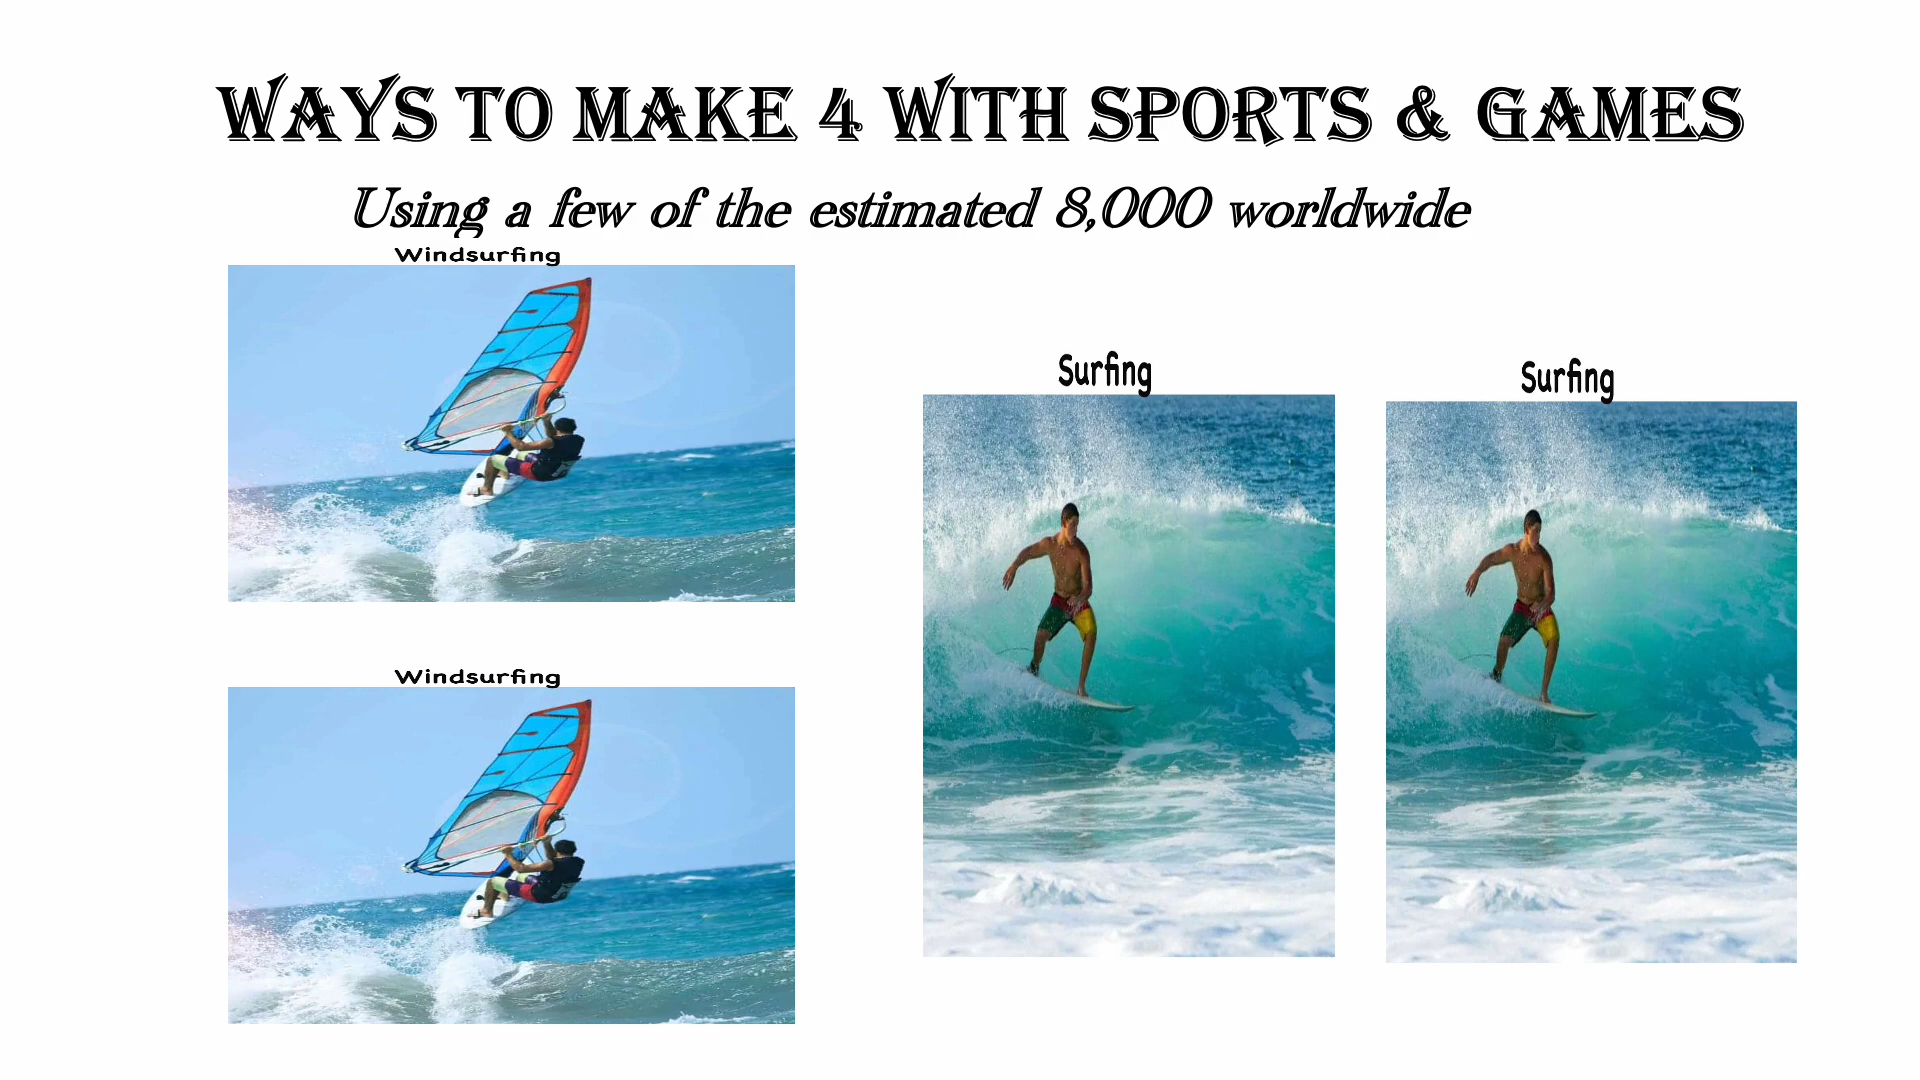 WAYS TO MAKE 4 WITH SPORTS & GAMES
Using a few of the estimated 8,000 worldwide
Windsurfing
Surfing
Surfing
Windsurfing